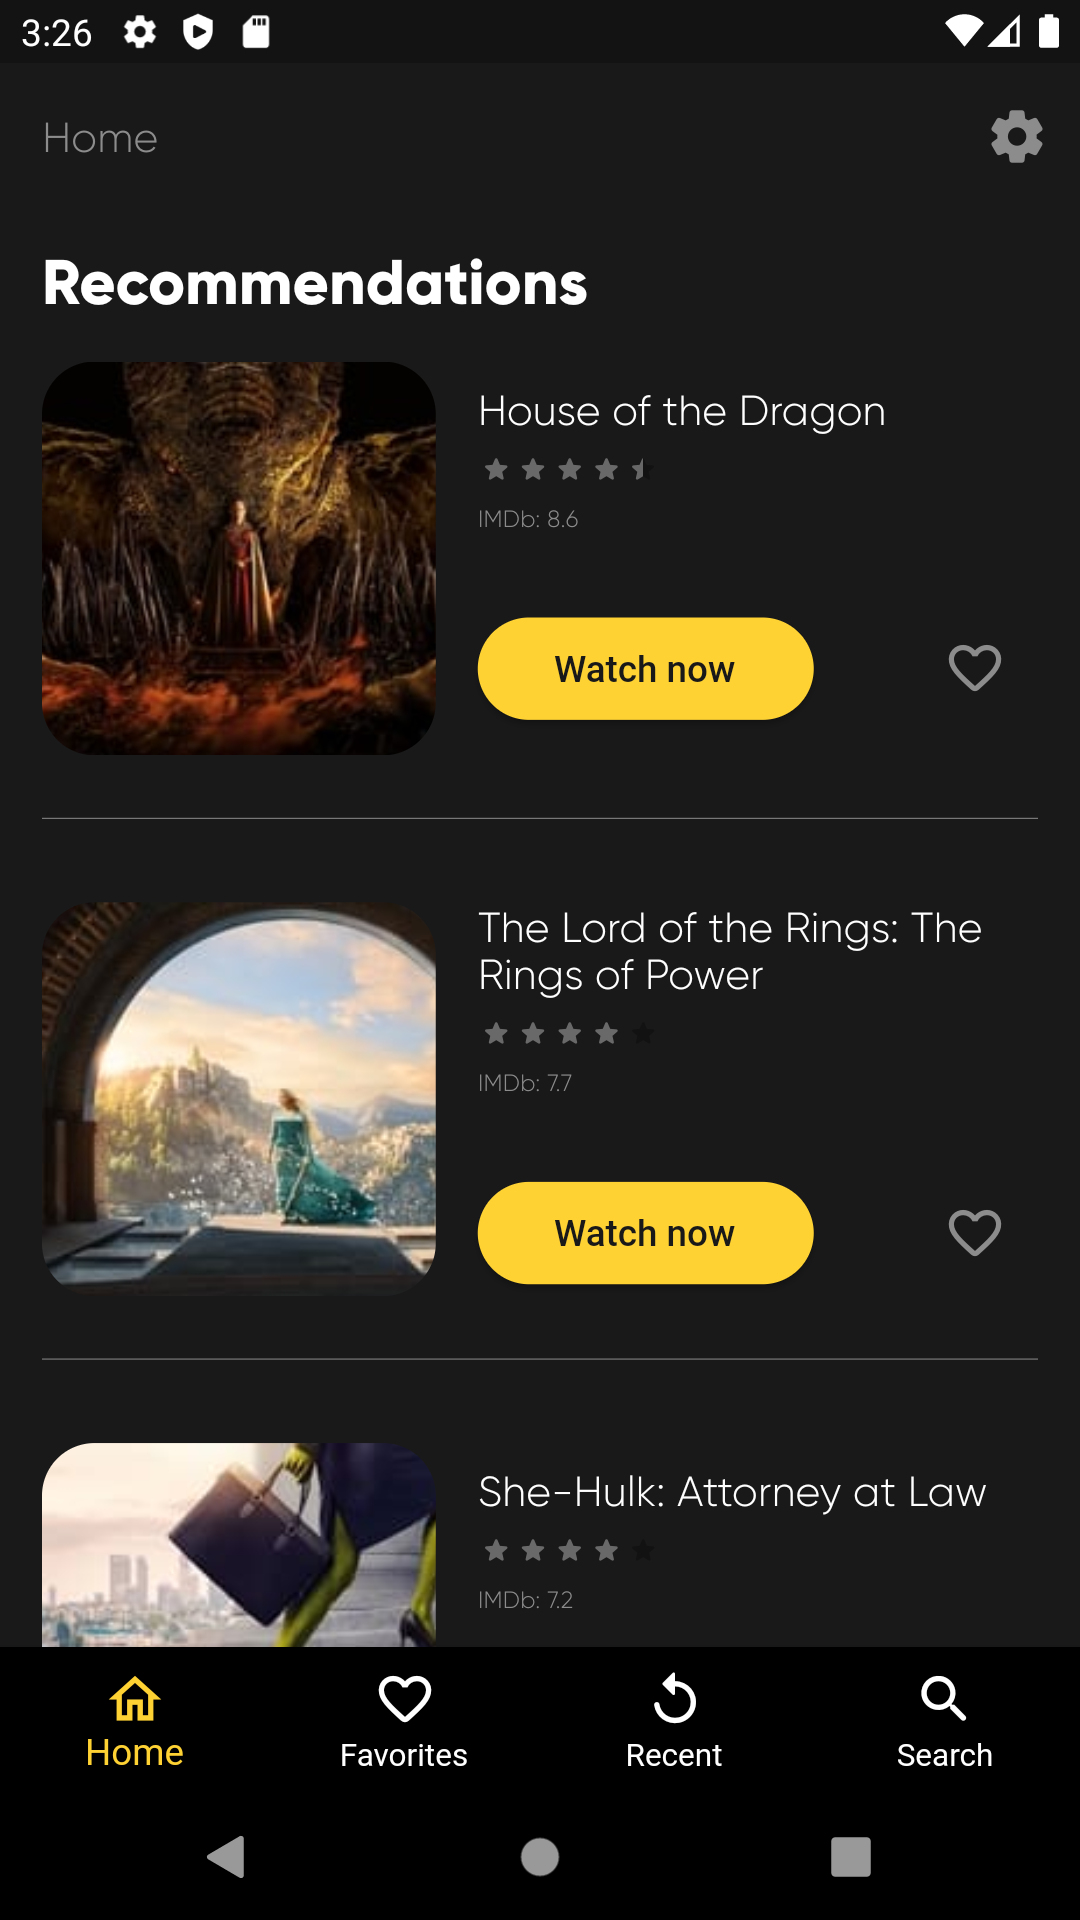 3:26
Home
Recommendations
House of the Dragon
IMDb: 8.6
Watch now
The Lord of the Rings: The
Rings of Power
IMDb: 7.7
Watch now
She-Hulk: Attorney at Law
IMDb: 7.2
Home
Favorites
Recent
Search